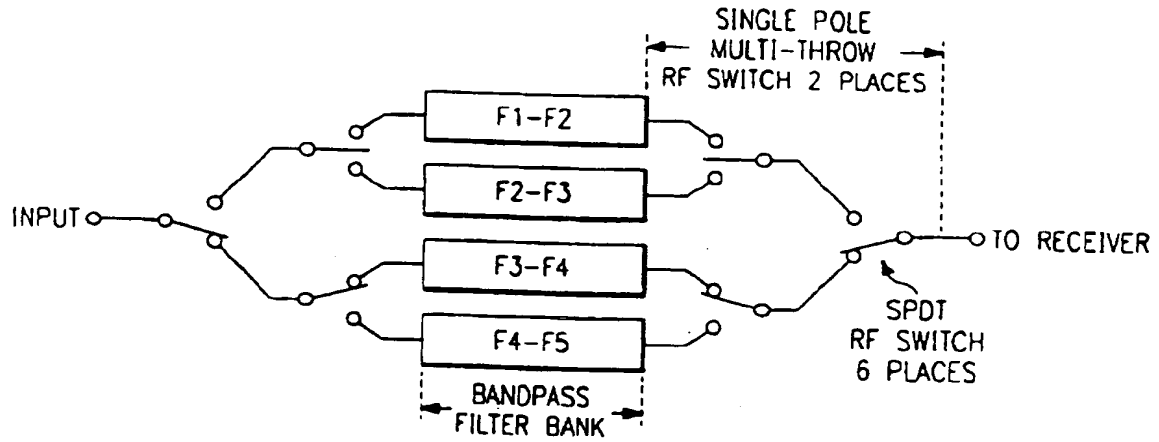 SINGLE POLE
MULTI-THROW
RF SWITCH 2 PLACES
F1-F2
F2-F3
INPUT
TO RECEIVER
F3-F4
SPDT
RF SWITCH
6 PLACES
F4-F5
BANDPASS
FILTER BANK